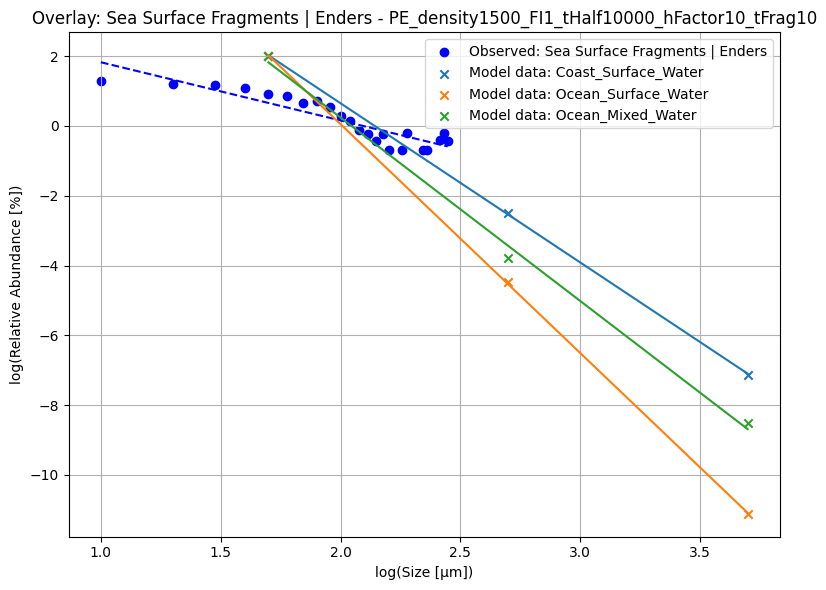 Overlay: Sea Surface Fragments | Enders - PE_density1500_FI1_tHalf10000_hFactor10_tFrag10
Observed: Sea Surface Fragments | Enders
Model data: Coast_Surface_Water
Model data: Ocean_Surface_Water
Model data: Ocean_Mixed_Water
log(Relative Abundance [%])
2
0
−2
−4
−6
−8
−10
1.0 1.5 2.0 2.5 3.0 3.5
log(Size [µm])